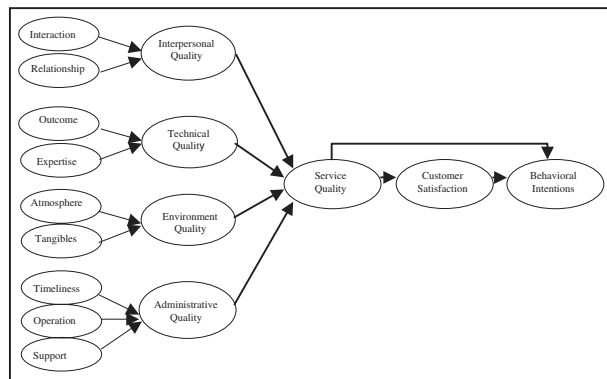 Interaction
Relationship
Interpersonal
Quality
Outcome
Expertise
Technical
Quality
Atmosphere
Tangibles
Environment
Quality
Timeliness
Operation
Support
Administrative
Quality
Service
Quality
Customer
Satisfaction
Behavioral
Intentions